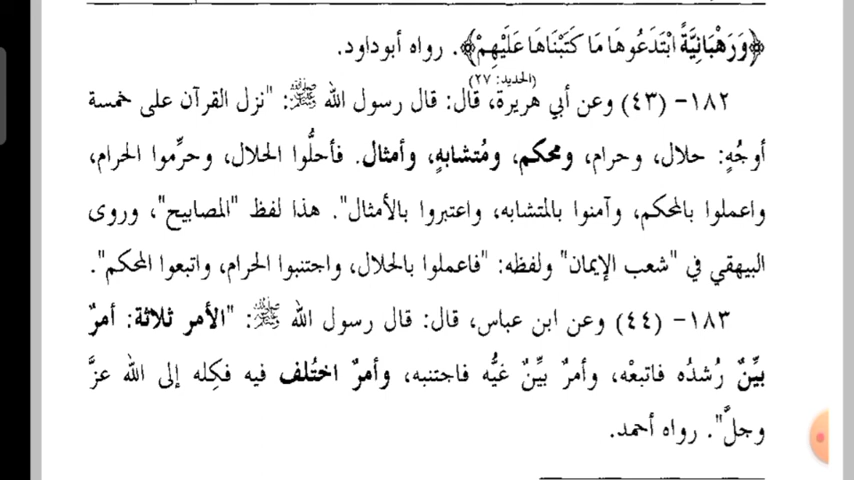 ﴿وَرَهْبَانِيَّةً ابْتَدَعُوهَا مَا كَتَبْنَاهَا عَلَيْهِمْ﴾. رواه أبوداود.
(الحديد: ٢٧)
١٨٢- (٤٣) وعن أبي هريرة، قال: قال رسول الله ﷺ: "نزل القرآن على خمسة
أوجُهٍ: حلال، وحرام، ومحكم، ومُتشابهٍ، وأمثال. فأحلُّوا الحلال، وحرِّموا الحرام،
واعملوا بالمحكم، وآمنوا بالمتشابه، واعتبروا بالأمثال". هذا لفظ "المصابيح"، وروى
البيهقي في "شعب الإيمان" ولفظه: "فاعملوا بالحلال، واجتنبوا الحرام، واتبعوا المحكم".
١٨٣- (٤٤) وعن ابن عباس، قال: قال رسول الله ﷺ: "الأمر ثلاثة: أمرٌ
بيِّنٌ رُشدُه فاتبعْه، وأمرٌ بيِّنٌ غيُّه فاجتنبه، وأمرٌ اختُلف فيه فكِله إلى الله عزَّ
وجلَّ". رواه أحمد.